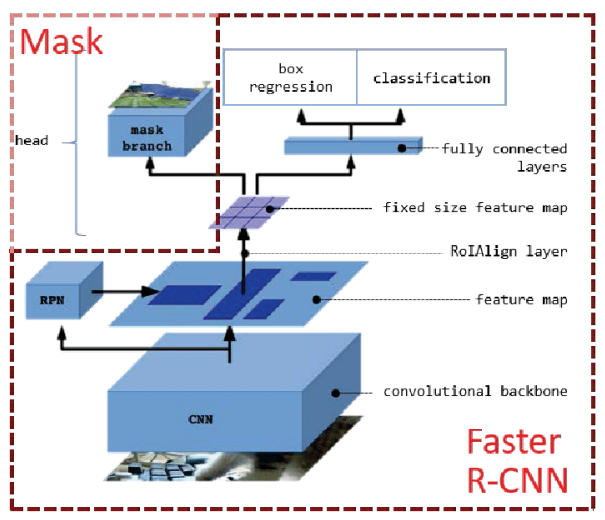 Mask
box
regression
classification
head
mask
branch
fully connected
layers
fixed size feature map
RoIAlign layer
RPN
feature map
convolutional backbone
CNN
Faster
R-CNN